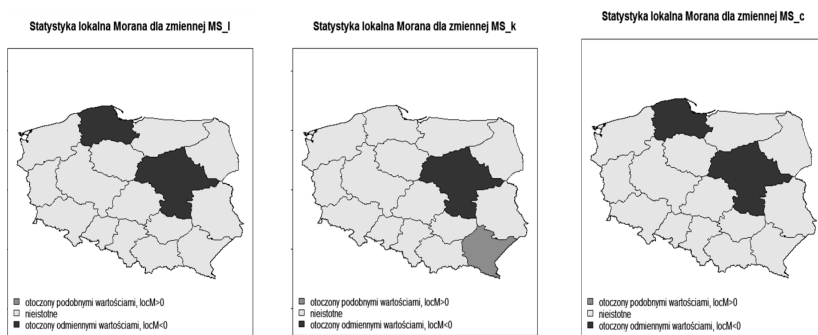 Statystyka lokalna Morana dla zmiennej MS_l
otoczony podobnymi wartościami, locM>0
nieistotne
otoczony odmiennymi wartościami, locM<0
Statystyka lokalna Morana dla zmiennej MS_k
otoczony podobnymi wartościami, locM>0
nieistotne
otoczony odmiennymi wartościami, locM<0
Statystyka lokalna Morana dla zmiennej MS_c
otoczony podobnymi wartościami, locM>0
nieistotne
otoczony odmiennymi wartościami, locM<0